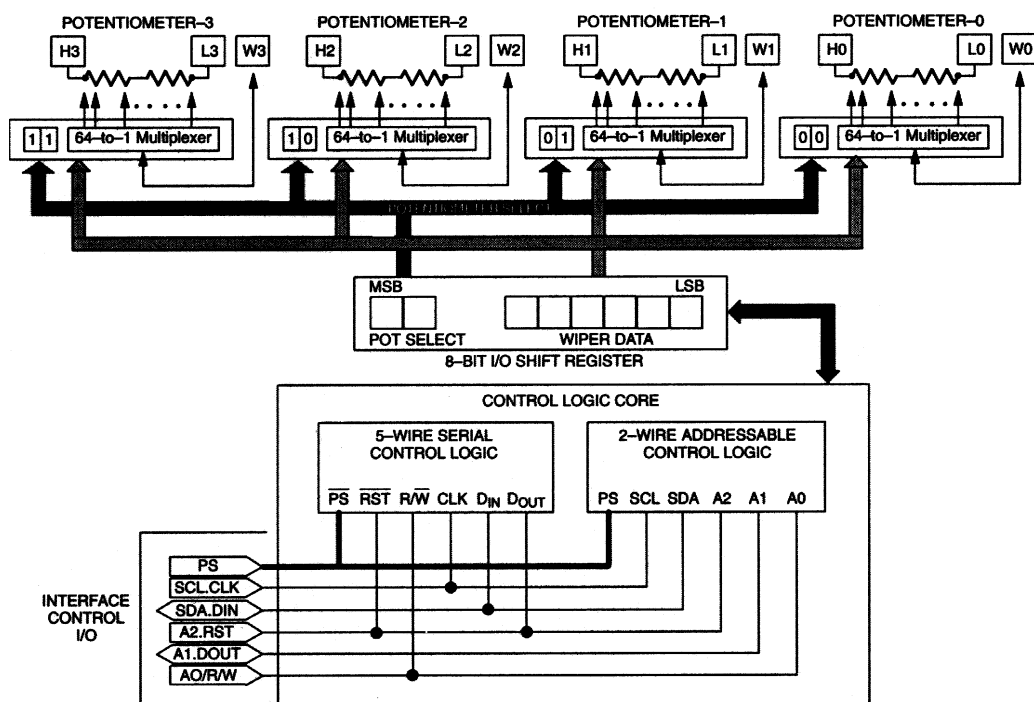 POTENTIOMETER–3 POTENTIOMETER–2 POTENTIOMETER–1 POTENTIOMETER–0
H3 L3 W3 H2 L2 W2 H1 L1 W1 H0 L0 W0
1 1 64–to–1 Multiplexer 1 0 64–to–1 Multiplexer 0 1 64–to–1 Multiplexer 0 0 64–to–1 Multiplexer
POTENTIOMETER SELECT
MSB LSB
POT SELECT WIPER DATA
8–BIT I/O SHIFT REGISTER
CONTROL LOGIC CORE
5–WIRE SERIAL
CONTROL LOGIC
P̅S̅ R̅S̅T̅ R/W̅ CLK DIN DOUT
2–WIRE ADDRESSABLE
CONTROL LOGIC
PS SCL SDA A2 A1 A0
INTERFACE
CONTROL
I/O
PS
SCL.CLK
SDA.DIN
A2.RST
A1.DOUT
AO/R/W